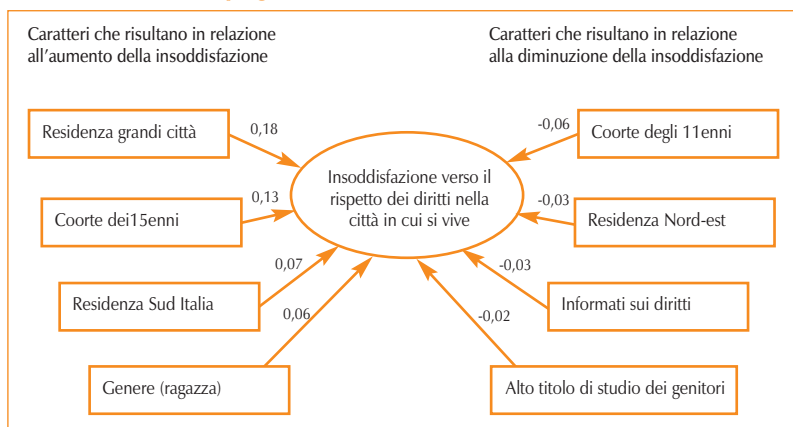 Caratteri che risultano in relazione
all'aumento della insoddisfazione
Caratteri che risultano in relazione
alla diminuzione della insoddisfazione
Residenza grandi città
0,18
-0,06
Coorte degli 11enni
Insoddisfazione verso il
rispetto dei diritti nella
città in cui si vive
Coorte dei15enni
0,13
-0,03
Residenza Nord-est
Residenza Sud Italia
0,07
-0,03
Informati sui diritti
Genere (ragazza)
0,06
-0,02
Alto titolo di studio dei genitori